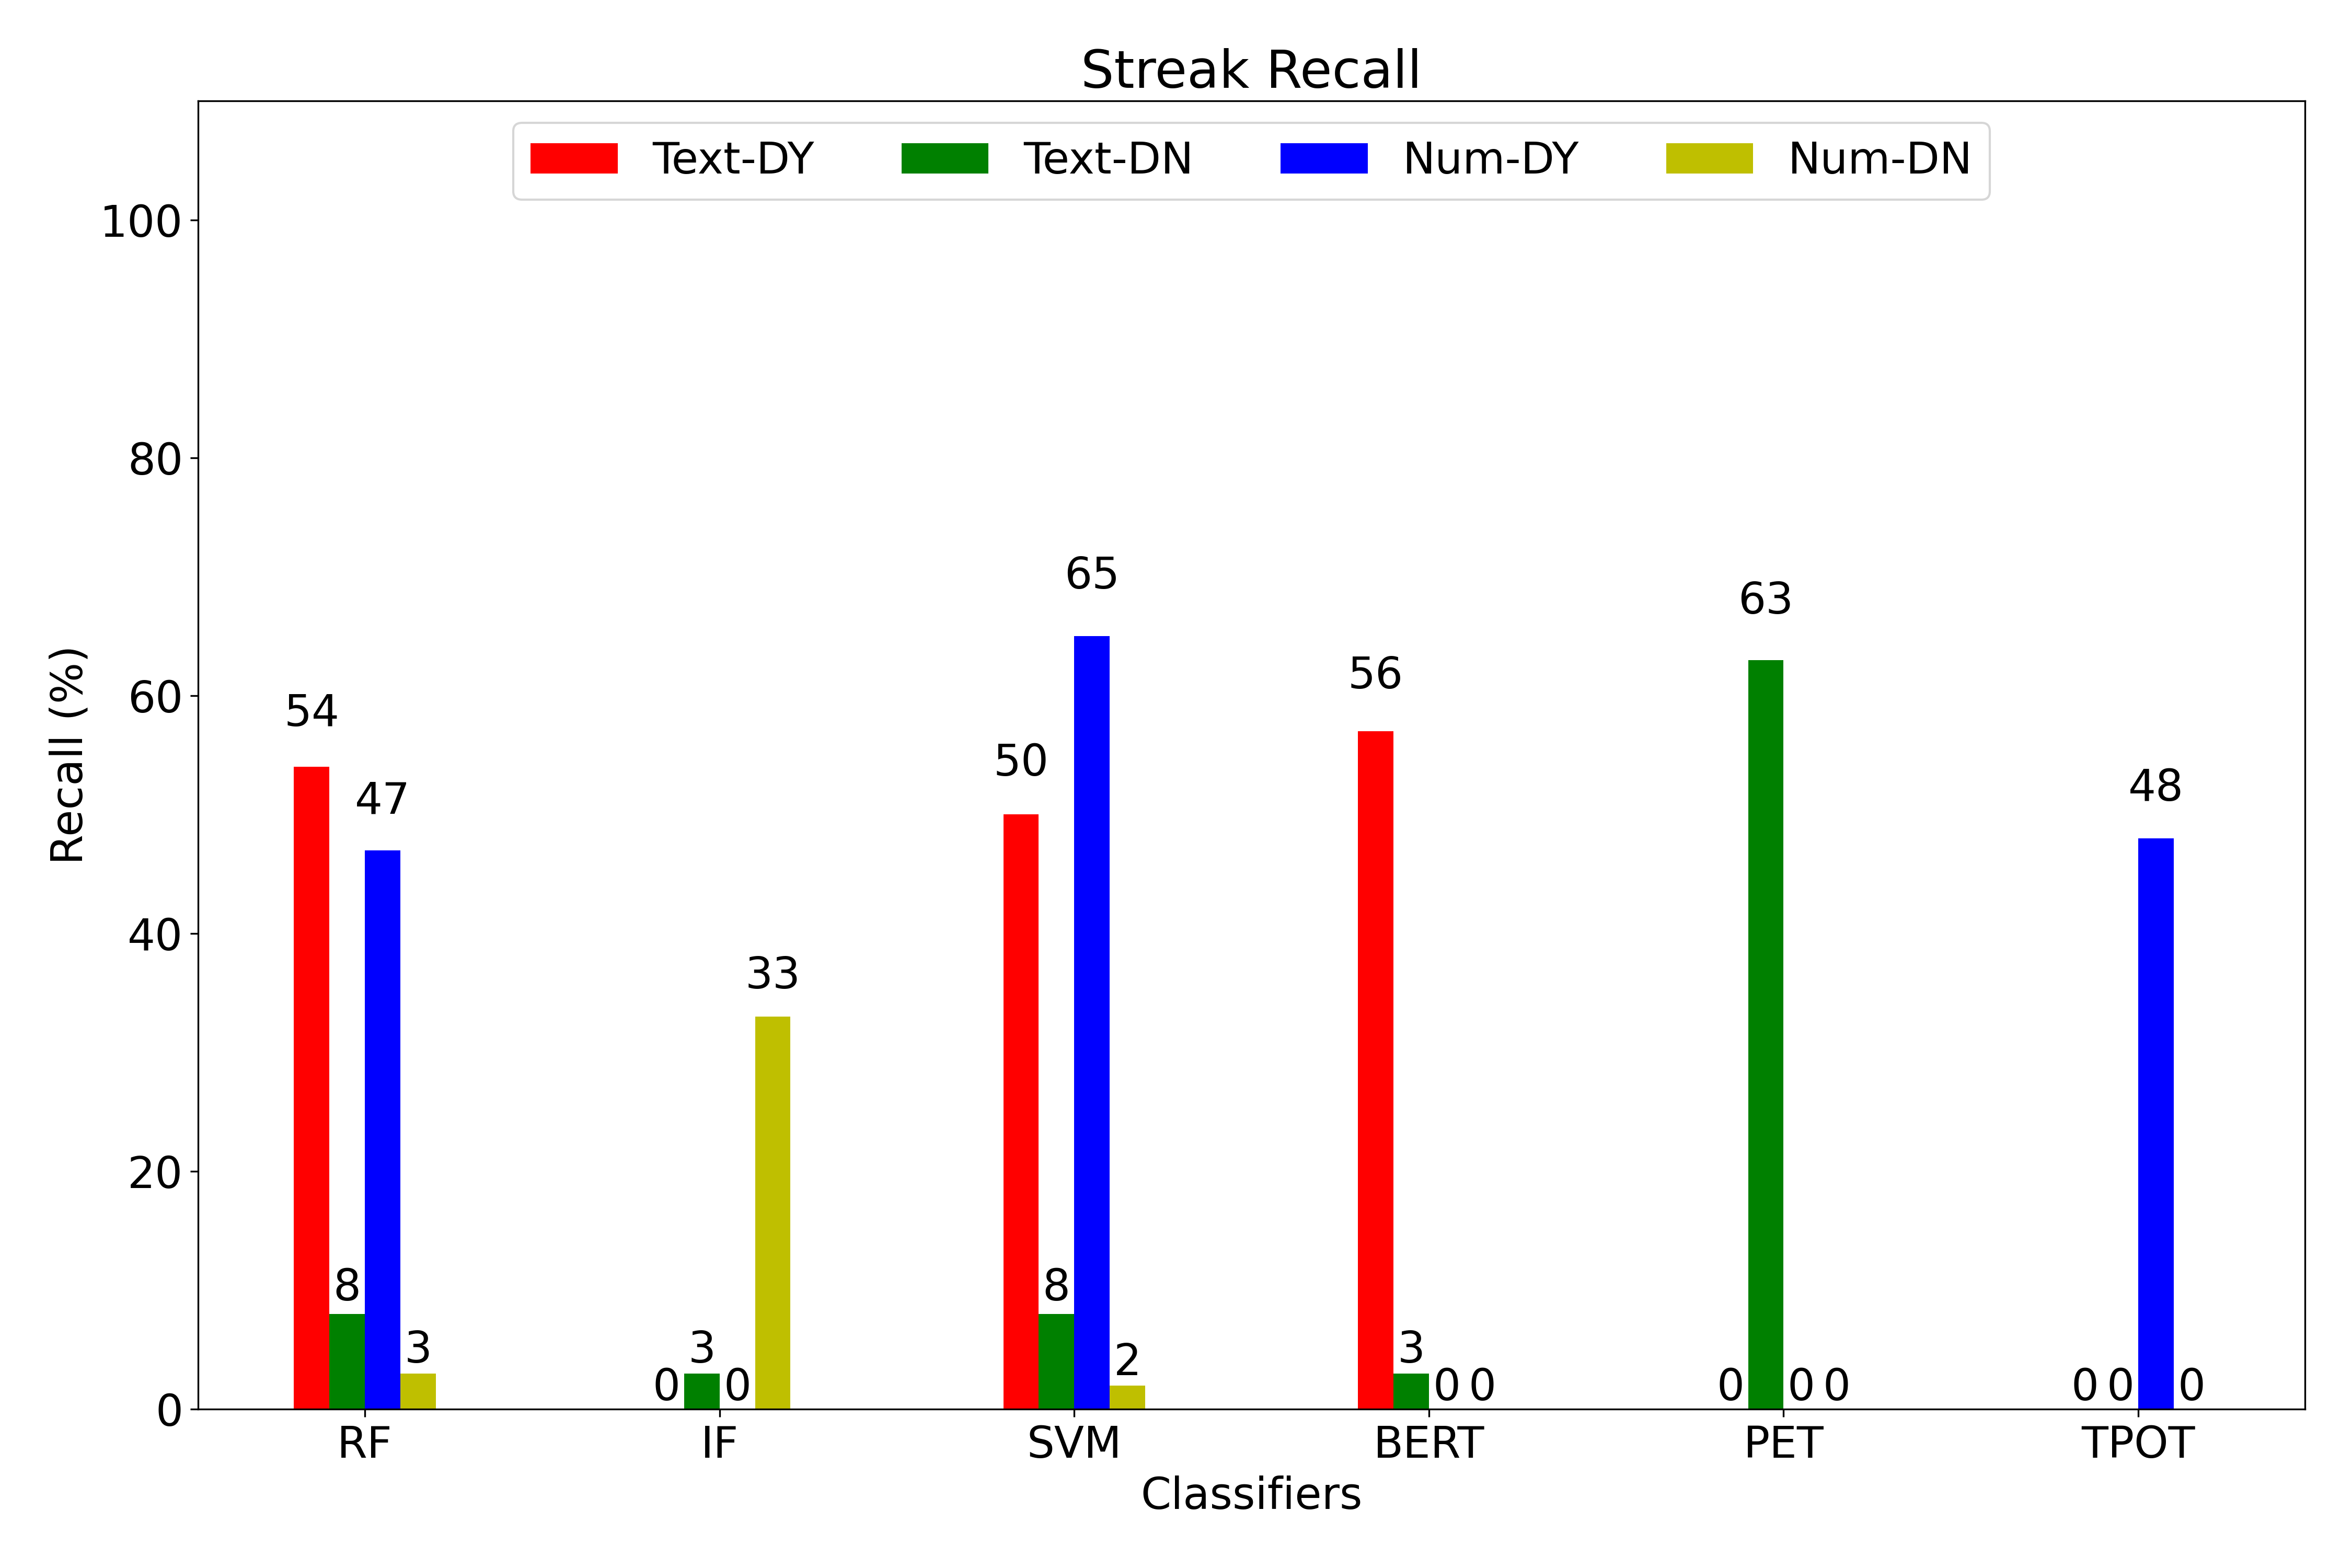 Streak Recall
Text-DY Text-DN Num-DY Num-DN
100
80
60
40
20
0
Recall (%)
54 8 47 3
0 3 0 33
50 8 65 2
56 3 0 0
0 63 0 0
0 0 48 0
RF IF SVM BERT PET TPOT
Classifiers